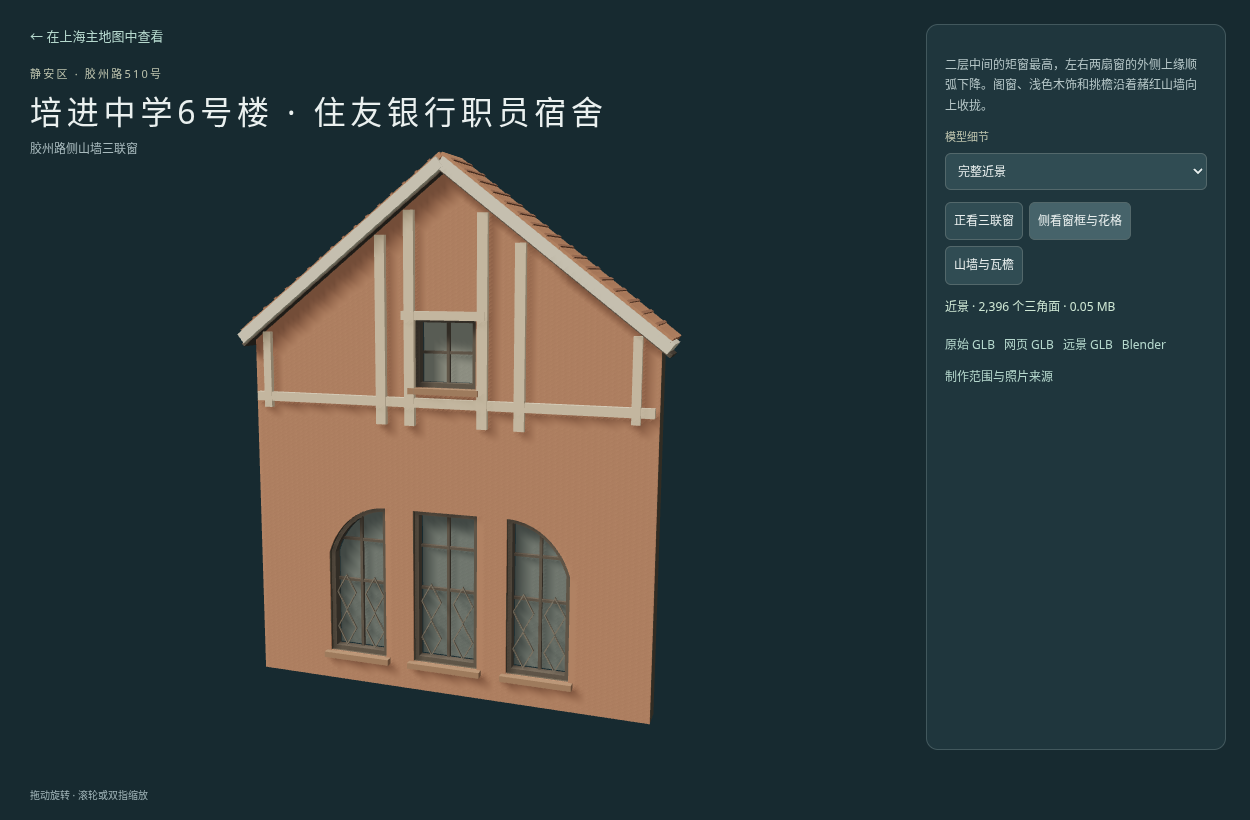 ← 在上海主地图中查看
静安区 · 胶州路510号
培进中学6号楼 · 住友银行职员宿舍
胶州路侧山墙三联窗
二层中间的矩窗最高，左右两扇窗的外侧上缘顺
弧下降。阁窗、浅色木饰和挑檐沿着赭红山墙向
上收拢。
模型细节
完整近景
正看三联窗 侧看窗框与花格
山墙与瓦檐
近景 · 2,396 个三角面 · 0.05 MB
原始 GLB 网页 GLB 远景 GLB Blender
制作范围与照片来源
拖动旋转 · 滚轮或双指缩放